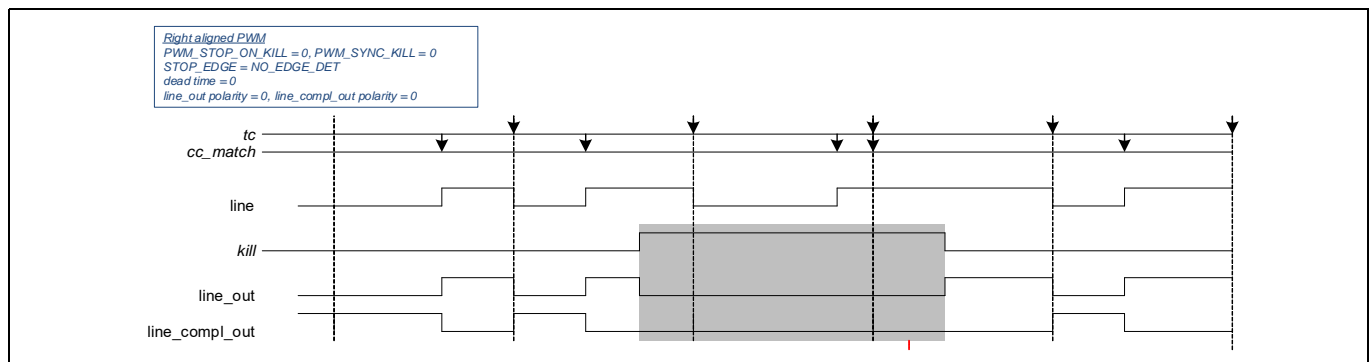 Right aligned PWM
PWM_STOP_ON_KILL = 0, PWM_SYNC_KILL = 0
STOP_EDGE = NO_EDGE_DET
dead time = 0
line_out polarity = 0, line_compl_out polarity = 0
tc
cc_match
line
kill
line_out
line_compl_out